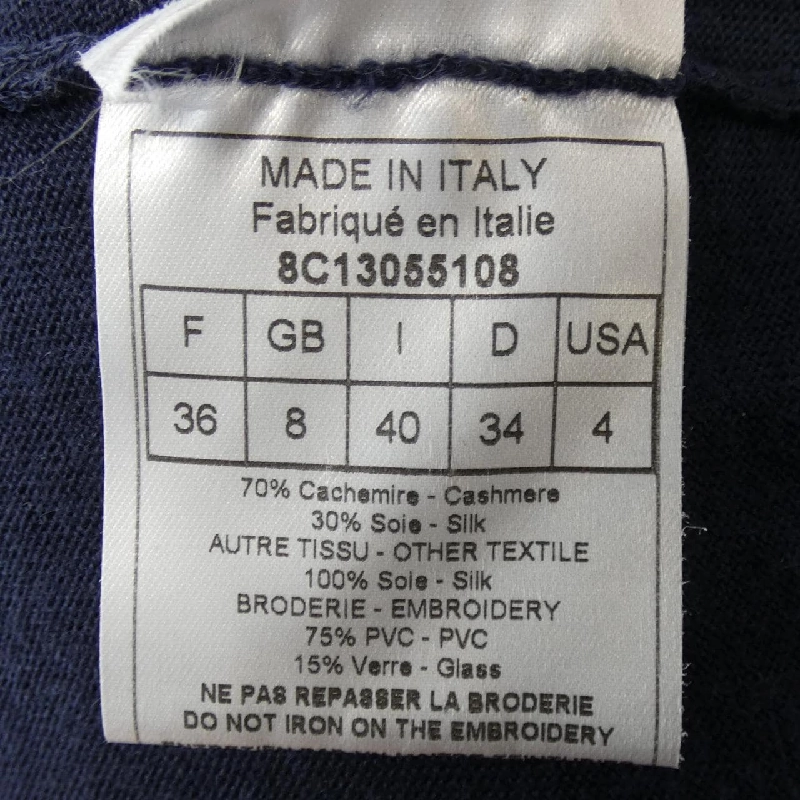 MADE IN ITALY
Fabriqué en Italie
8C13055108
F GB I D USA
36 8 40 34 4
70% Cachemire - Cashmere
30% Soie - Silk
AUTRE TISSU - OTHER TEXTILE
100% Soie - Silk
BRODERIE - EMBROIDERY
75% PVC - PVC
15% Verre - Glass
NE PAS REPASSER LA BRODERIE
DO NOT IRON ON THE EMBROIDERY